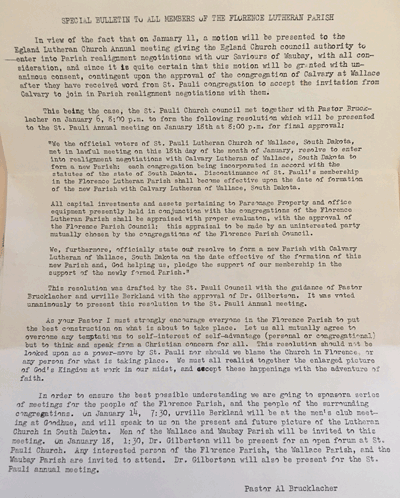 SPECIAL BULLETIN To ALL MEMBERS OF THE FLORENCE LUTHERAN PARISH
In view of the fact that on January 11, a motion will be presented to the
Egland Lutheran Church Annual meeting giving the Egland Church council authority to
enter into Parish realignment negotiations with our Saviours of Waubay, with all con-
sideration, and since it is quite certain that this motion will be granted with un-
aninous consent, contingent upon the approval of the congregation of Calvary at Wallace
after they have received word from St. Pauli congregation to accept the invitation from
Calvary to join in Parish realignment negotiations with them.
This being the case, the St. Pauli Church council met together with Pastor Bruck-
lacher on January 6, 8:00 p.m. to form the following resolution which will be presented
to the St. Pauli Annual meeting on January 18th at 8:00 p.m. for final approval:
"We the official voters of St. Pauli Lutheran Church of Wallace, South Dakota,
met in lawful meeting on this 18th day of the month of January, resolve to enter
into realignment negotiations with Calvary Lutheran of Wallace, South Dakota to
form a new Parish; each congregation being incorporated in accord with the
statutes of the state of South Dakota. Discontinuance of St. Pauli's membership
in the Florence Lutheran Parish shall become effective upon the date of formation
of the new Parish with Calvary Lutheran of Wallace, South Dakota.
All capital investments and assets pertaining to Parsonage Property and office
equipment presently held in conjunction with the congregations of the Florence
Lutheran Parish shall be appraised with proper evaluation, with the approval of
the Florence Parish Council; this appraisal to be made by an uninterested party
mutually chosen by the congregations of the Florence Parish Council.
We, furthermore, officially state our resolve to form a new Parish with Calvary
Lutheran of Wallace, South Dakota on the date effective of the formation of this
new Parish and, God helping us, pledge the support of our membership in the
support of the newly formed Parish."
This resolution was drafted by the St. Pauli Council with the guidance of Pastor
Brucklacher and Orville Berkland with the approval of Dr. Gilbertson. It was voted
unanimously to present this resolution to the St. Pauli Annual meeting.
As your Pastor I must strongly encourage everyone in the Florence Parish to put
the best construction on what is about to take place. Let us all mutually agree to
overcome any temptations to self-interest of self-advantage (personal or congregational)
but to think and speak from a Christian concern for all. This resolution should not be
looked upon as a power-move by St. Pauli nor should we blame the Church in Florence, or
any person for what is taking place. We must all realized together the enlarged picture
of God's Kingdom at work in our midst, and accept these happenings with the adventure of
faith.
In order to ensure the best possible understanding we are going to sponsora series
of meetings for the people of the Florence Parish, and the people of the surrounding
congregations. On January 14, 7:30, Orville Berkland will be at the men's club meet-
ing at Goodhue, and will speak to us on the present and future picture of the Lutheran
Church in South Dakota. Men of the Wallace and Waubay Parish will be invited to this
meeting. On January 18, 1:30, Dr. Gilbertson will be present for an open forum at St.
Pauli Church. Any interested person of the Florence Parish, the Wallace Parish, and the
Waubay Parish are invited to attend. Dr. Gilbertson will also be present for the St.
Pauli annual meeting.
Pastor Al Brucklacher